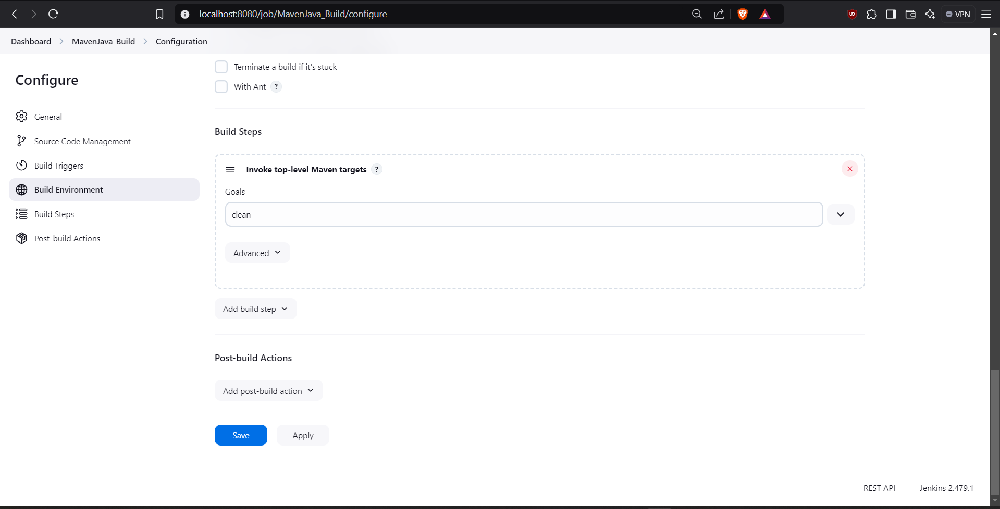 localhost:8080/job/MavenJava_Build/configure
VPN
Dashboard > MavenJava_Build > Configuration
Configure
General
Source Code Management
Build Triggers
Build Environment
Build Steps
Post-build Actions
Terminate a build if it's stuck
With Ant ?
Build Steps
Invoke top-level Maven targets ?
Goals
clean
Advanced
Add build step
Post-build Actions
Add post-build action
Save
Apply
REST API
Jenkins 2.479.1